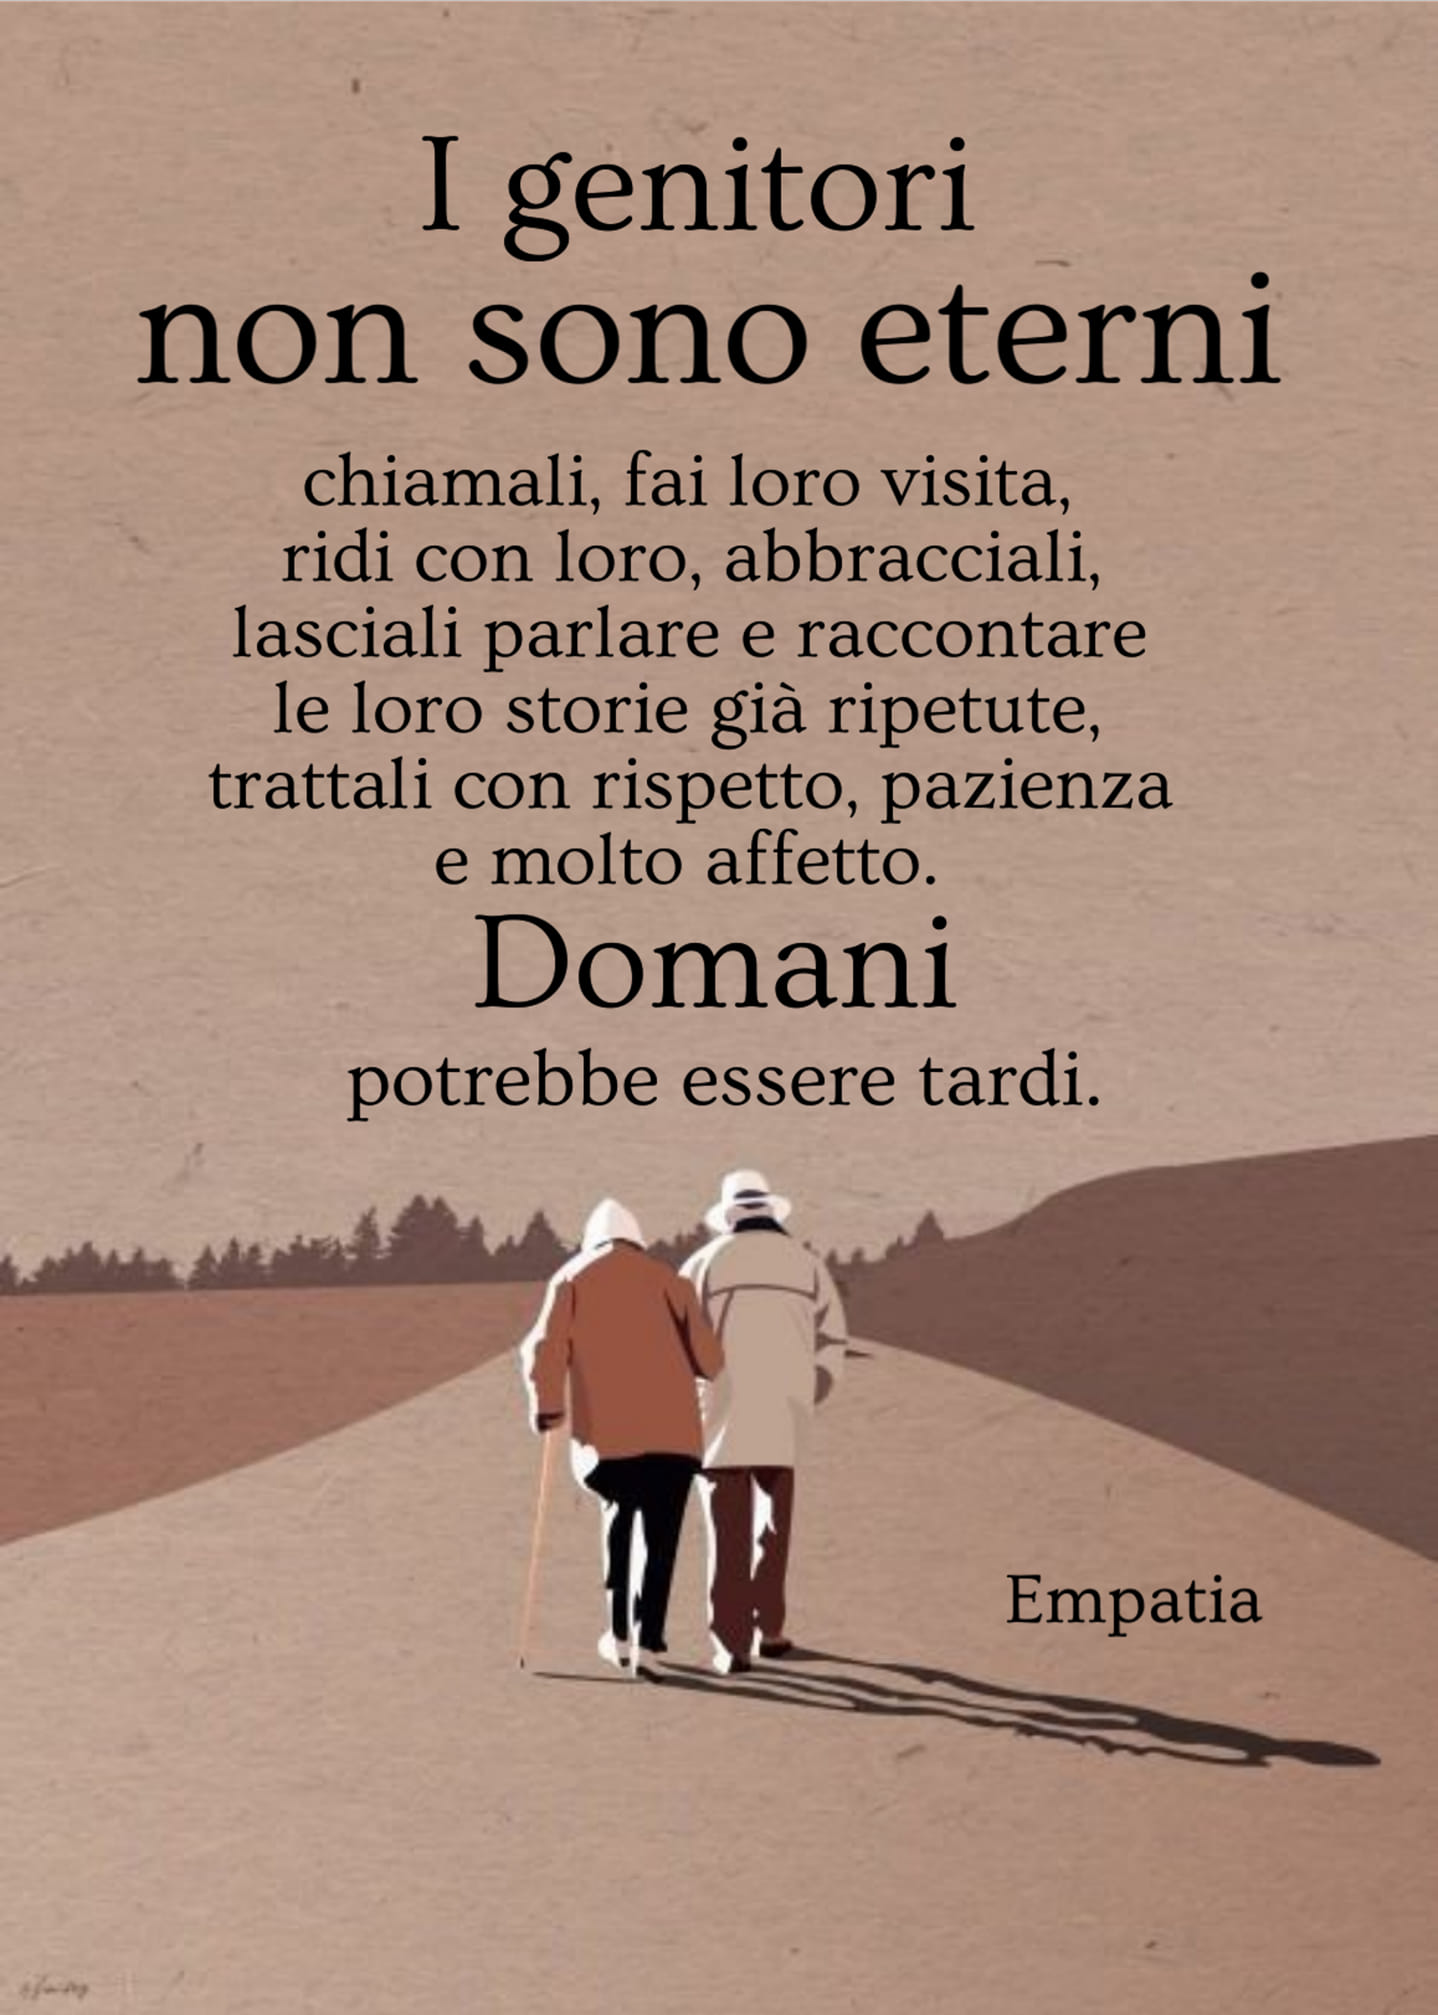 I genitori
non sono eterni
chiamali, fai loro visita,
ridi con loro, abbracciali,
lasciali parlare e raccontare
le loro storie già ripetute,
trattali con rispetto, pazienza
e molto affetto.
Domani
potrebbe essere tardi.
Empatia